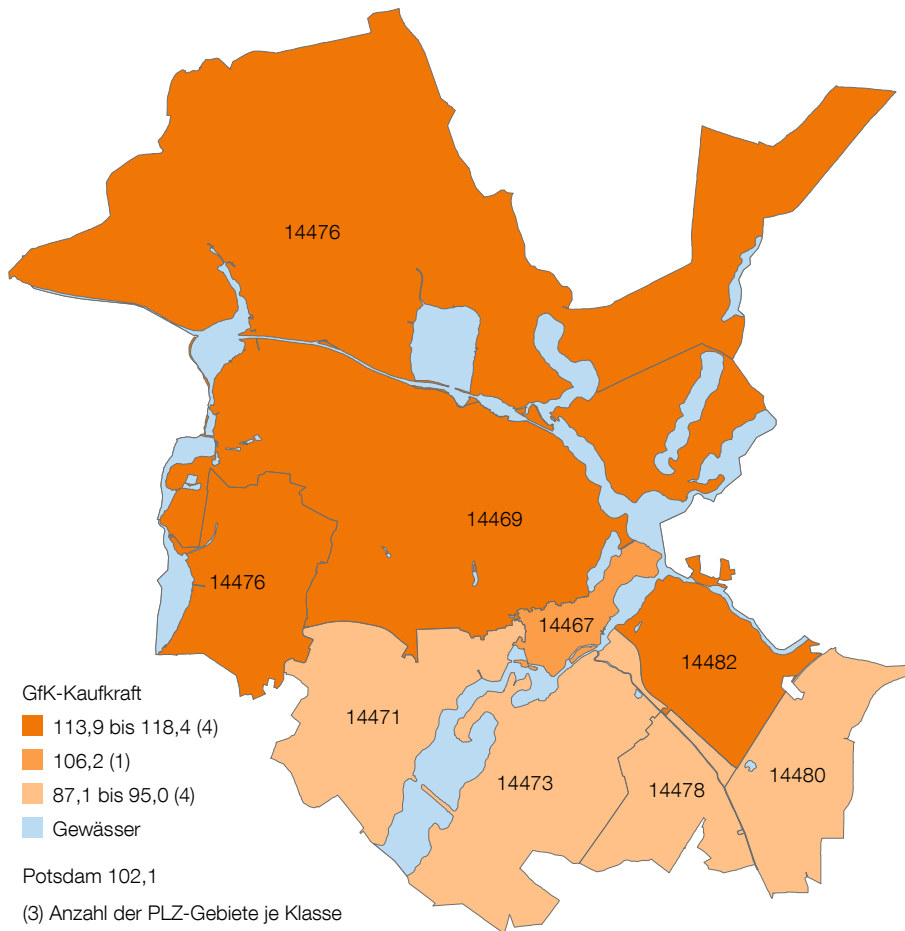 14476
14469
14476
14467
14482
14471
14473
14478
14480
GfK-Kaufkraft
113,9 bis 118,4 (4)
106,2 (1)
87,1 bis 95,0 (4)
Gewässer
Potsdam 102,1
(3) Anzahl der PLZ-Gebiete je Klasse